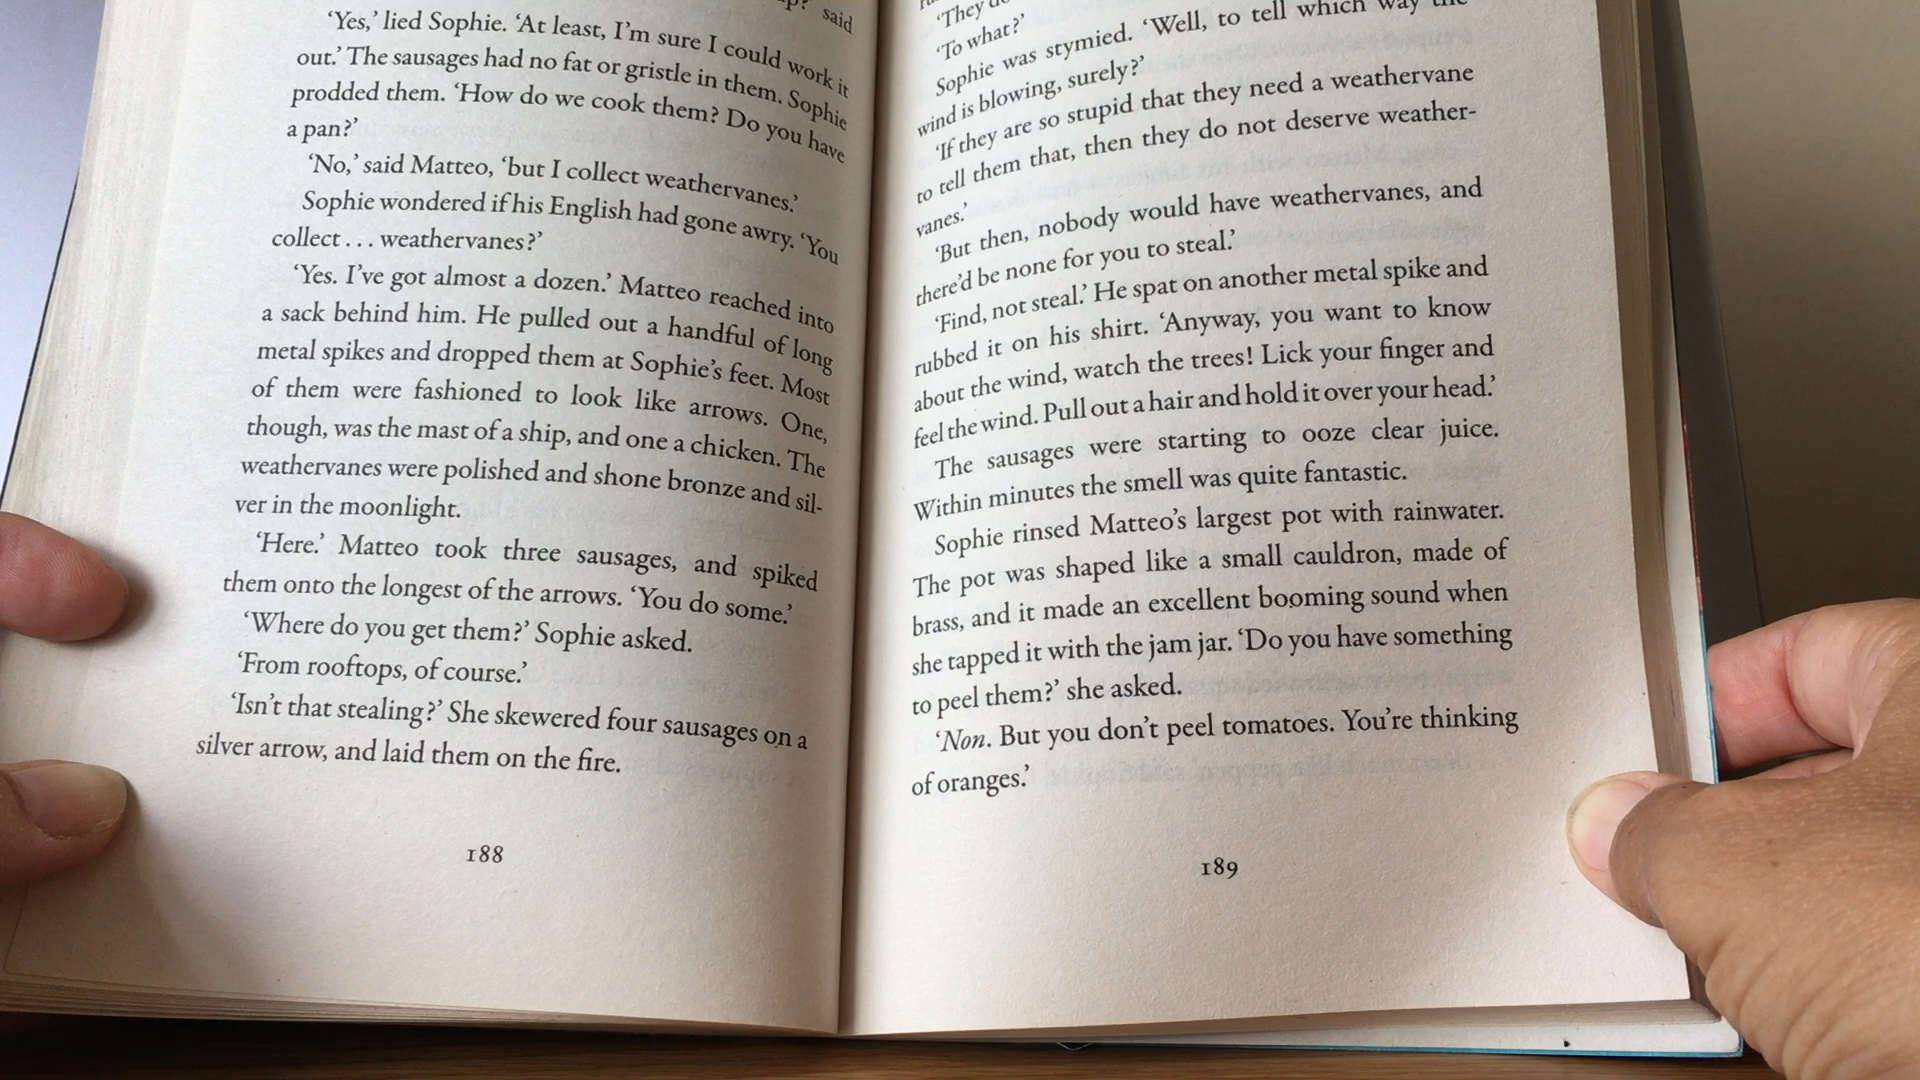 said
‘Yes,’ lied Sophie. ‘At least, I’m sure I could work it
out.’ The sausages had no fat or gristle in them. Sophie
prodded them. ‘How do we cook them? Do you have
a pan?’
‘No,’ said Matteo, ‘but I collect weathervanes.’
Sophie wondered if his English had gone awry. ‘You
collect . . . weathervanes?’
‘Yes. I’ve got almost a dozen.’ Matteo reached into
a sack behind him. He pulled out a handful of long
metal spikes and dropped them at Sophie’s feet. Most
of them were fashioned to look like arrows. One,
though, was the mast of a ship, and one a chicken. The
weathervanes were polished and shone bronze and sil-
ver in the moonlight.
‘Here.’ Matteo took three sausages, and spiked
them onto the longest of the arrows. ‘You do some.’
‘Where do you get them?’ Sophie asked.
‘From rooftops, of course.’
‘Isn’t that stealing?’ She skewered four sausages on a
silver arrow, and laid them on the fire.
188
‘They
‘To what?’
Sophie was stymied. ‘Well, to tell which way the
wind is blowing, surely?’
‘If they are so stupid that they need a weathervane
to tell them that, then they do not deserve weather-
vanes.’
‘But then, nobody would have weathervanes, and
there’d be none for you to steal.’
‘Find, not steal.’ He spat on another metal spike and
rubbed it on his shirt. ‘Anyway, you want to know
about the wind, watch the trees! Lick your finger and
feel the wind. Pull out a hair and hold it over your head.’
The sausages were starting to ooze clear juice.
Within minutes the smell was quite fantastic.
Sophie rinsed Matteo’s largest pot with rainwater.
The pot was shaped like a small cauldron, made of
brass, and it made an excellent booming sound when
she tapped it with the jam jar. ‘Do you have something
to peel them?’ she asked.
‘Non. But you don’t peel tomatoes. You’re thinking
of oranges.’
189